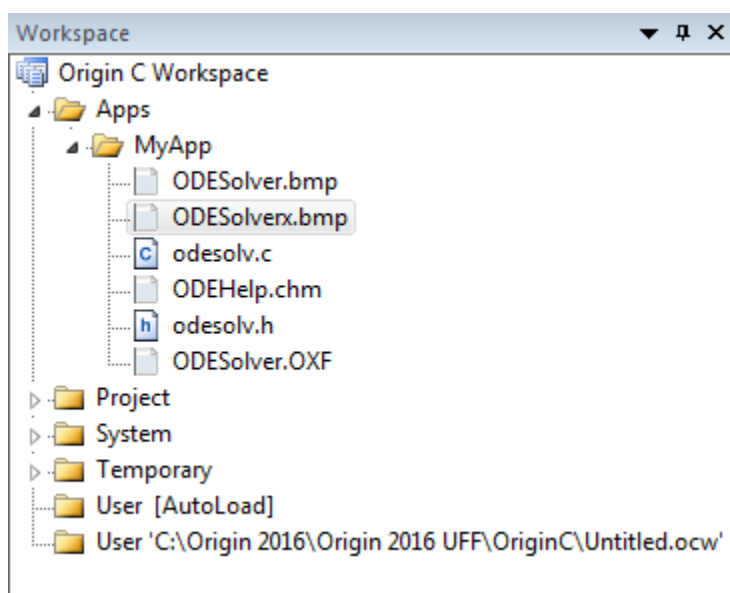 Workspace
Origin C Workspace
Apps
MyApp
ODESolver.bmp
ODESolverx.bmp
odesolv.c
ODEHelp.chm
odesolv.h
ODESolver.OXF
Project
System
Temporary
User [AutoLoad]
User 'C:\Origin 2016\Origin 2016 UFF\OriginC\Untitled.ocw'